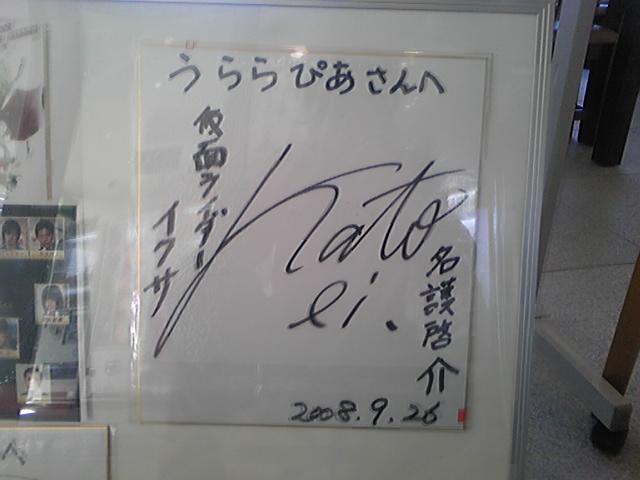 うららぴあさんへ
仮面ライダー
イクサ
Kato
ei.
名護啓介
2008.9.26
へ